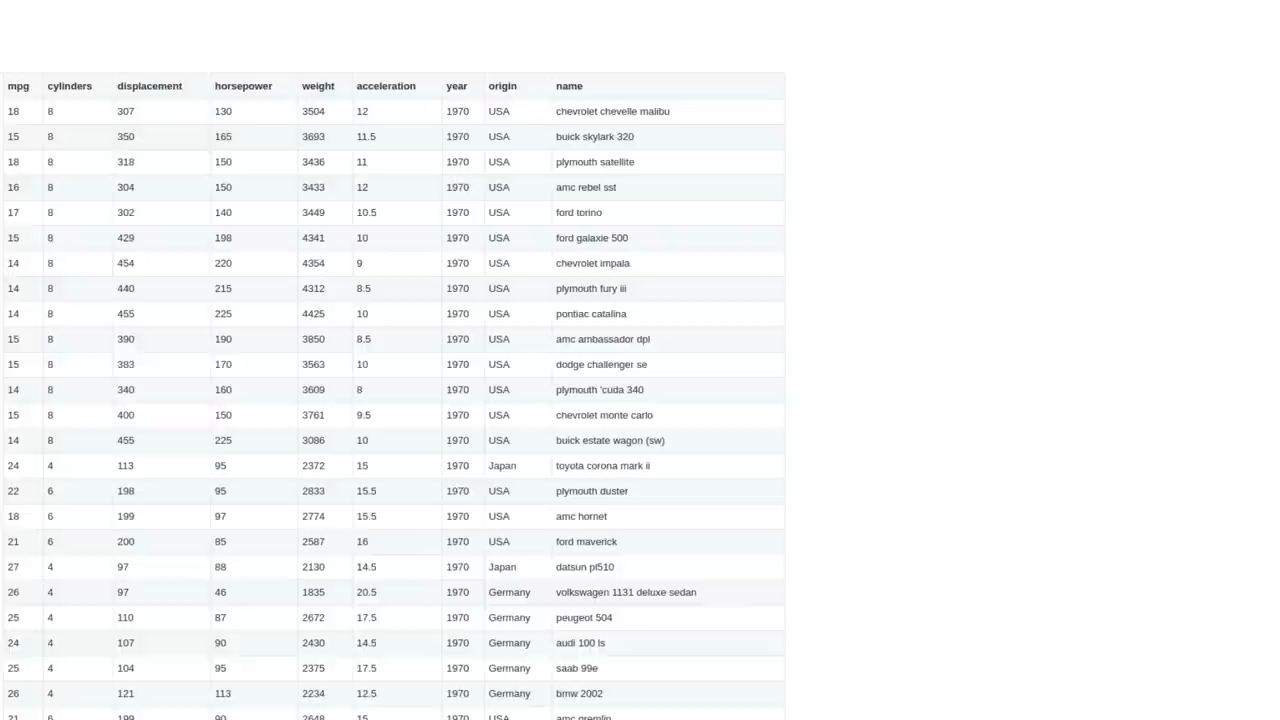 mpg cylinders displacement horsepower weight acceleration year origin name
18 8 307 130 3504 12 1970 USA chevrolet chevelle malibu
15 8 350 165 3693 11.5 1970 USA buick skylark 320
18 8 318 150 3436 11 1970 USA plymouth satellite
16 8 304 150 3433 12 1970 USA amc rebel sst
17 8 302 140 3449 10.5 1970 USA ford torino
15 8 429 198 4341 10 1970 USA ford galaxie 500
14 8 454 220 4354 9 1970 USA chevrolet impala
14 8 440 215 4312 8.5 1970 USA plymouth fury iii
14 8 455 225 4425 10 1970 USA pontiac catalina
15 8 390 190 3850 8.5 1970 USA amc ambassador dpl
15 8 383 170 3563 10 1970 USA dodge challenger se
14 8 340 160 3609 8 1970 USA plymouth 'cuda 340
15 8 400 150 3761 9.5 1970 USA chevrolet monte carlo
14 8 455 225 3086 10 1970 USA buick estate wagon (sw)
24 4 113 95 2372 15 1970 Japan toyota corona mark ii
22 6 198 95 2833 15.5 1970 USA plymouth duster
18 6 199 97 2774 15.5 1970 USA amc hornet
21 6 200 85 2587 16 1970 USA ford maverick
27 4 97 88 2130 14.5 1970 Japan datsun pl510
26 4 97 46 1835 20.5 1970 Germany volkswagen 1131 deluxe sedan
25 4 110 87 2672 17.5 1970 Germany peugeot 504
24 4 107 90 2430 14.5 1970 Germany audi 100 ls
25 4 104 95 2375 17.5 1970 Germany saab 99e
26 4 121 113 2234 12.5 1970 Germany bmw 2002
21 6 199 90 2648 15 1970 USA amc gremlin